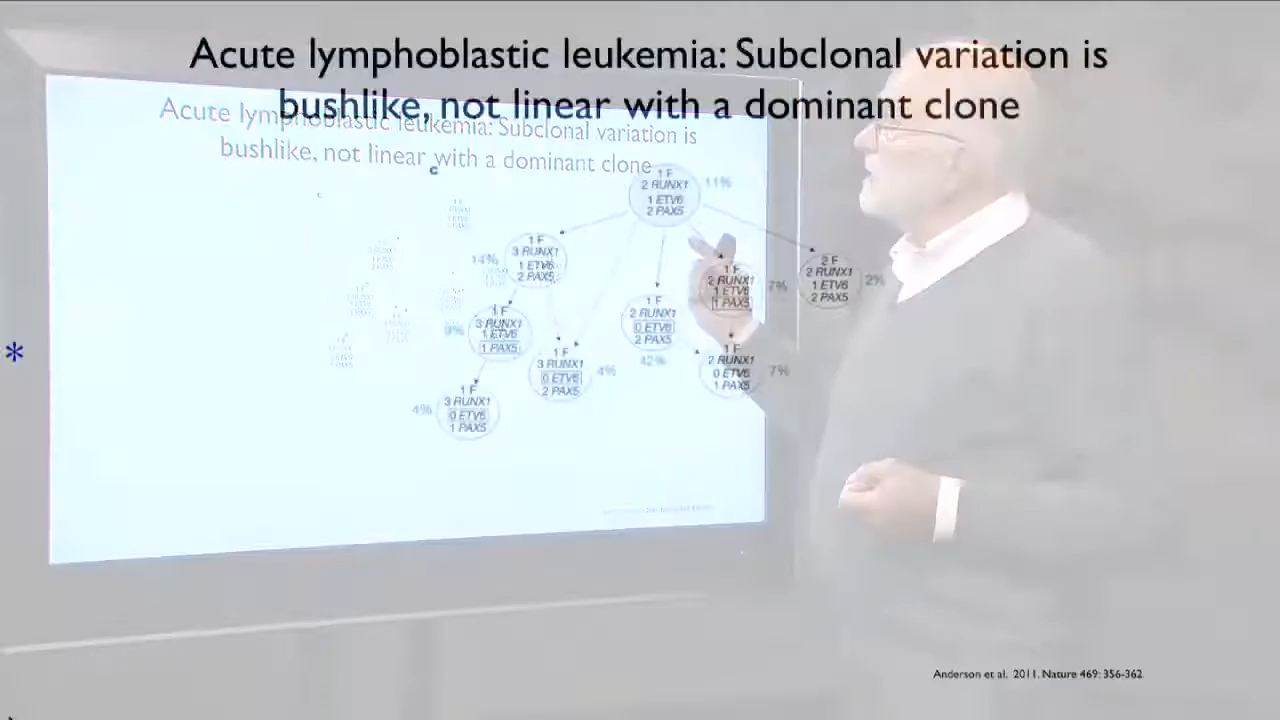 Acute lymphoblastic leukemia: Subclonal variation is
bushlike, not linear with a dominant clone
Acute lymphoblastic leukemia: Subclonal variation is
bushlike, not linear with a dominant clone
c
c
1 F
2 RUNX1
1 ETV6
2 PAX5
11%
1 F
3 RUNX1
1 ETV6
2 PAX5
14%
1 F
2 RUNX1
1 ETV6
1 PAX5
7%
2 F
2 RUNX1
1 ETV6
2 PAX5
2%
1 F
3 RUNX1
1 ETV6
1 PAX5
9%
1 F
2 RUNX1
0 ETV6
2 PAX5
42%
1 F
3 RUNX1
0 ETV6
2 PAX5
4%
1 F
2 RUNX1
0 ETV6
1 PAX5
7%
1 F
3 RUNX1
0 ETV6
1 PAX5
4%
*
Anderson et al. 2011. Nature 469: 356-362